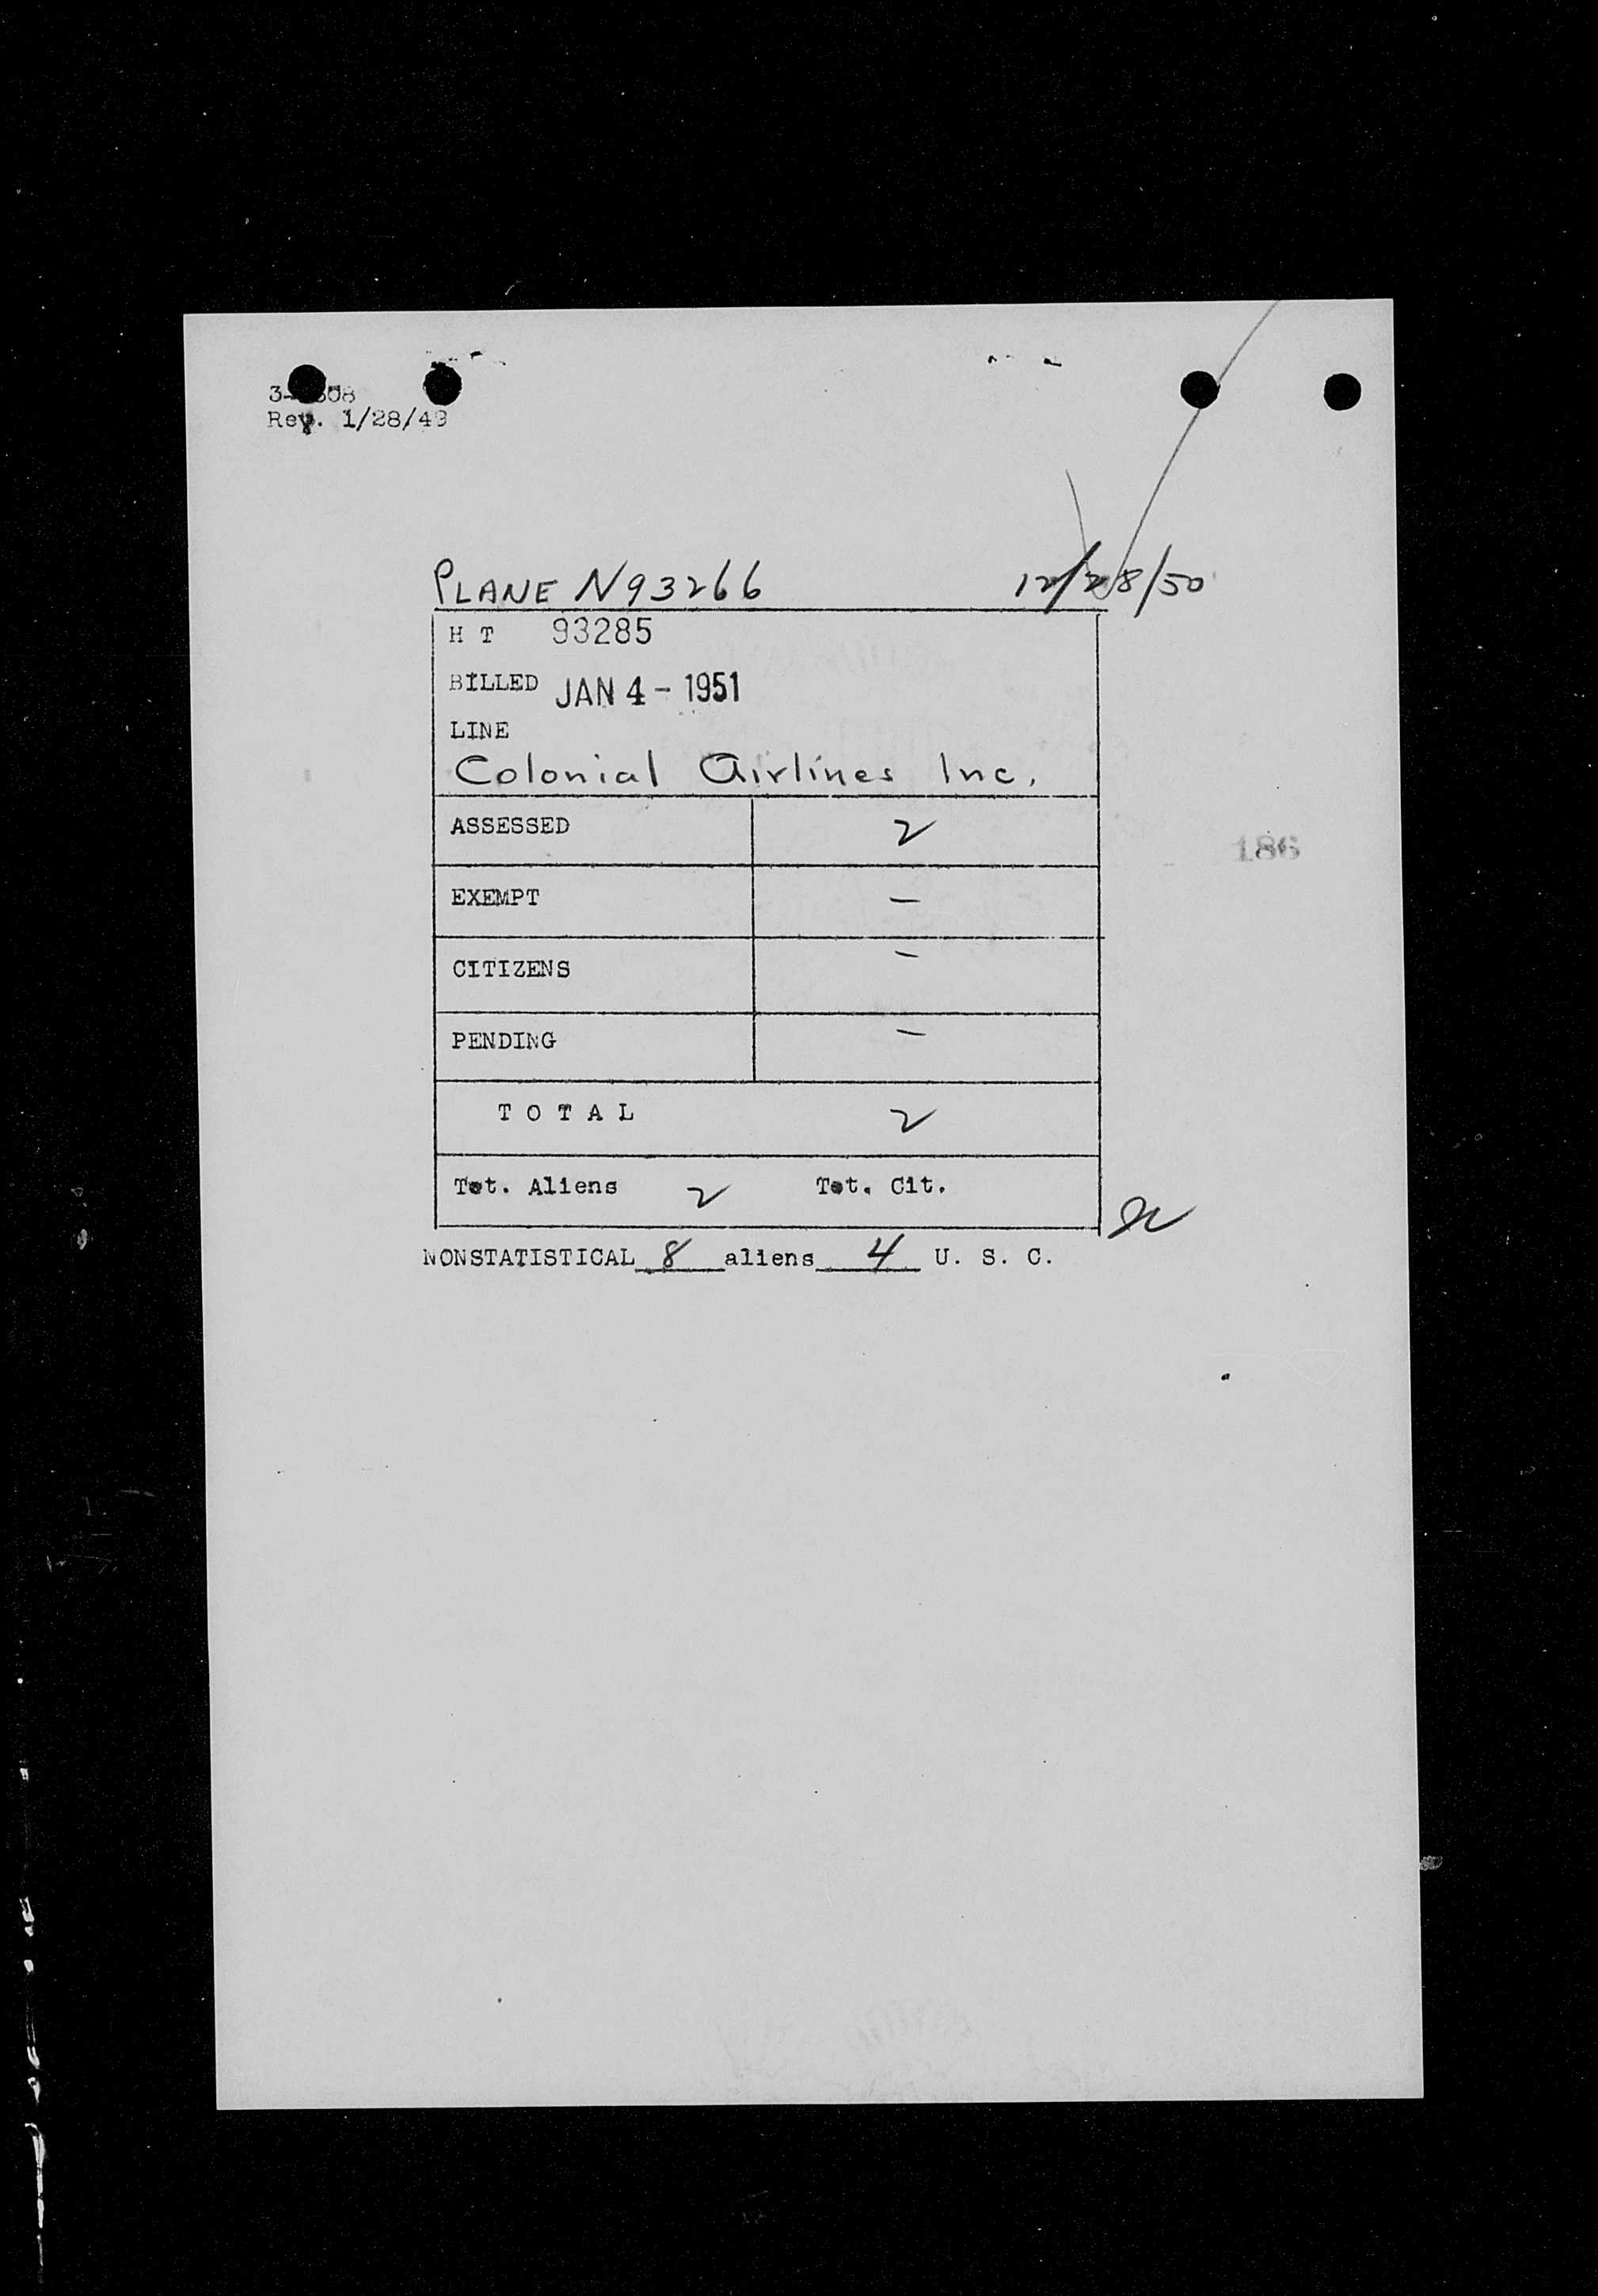 Rev. 1/28/49
PLANE N93266 12/28/50
H T 93285
BILLED JAN 4 - 1951
LINE
Colonial Airlines Inc.
ASSESSED 2
186
EXEMPT —
CITIZENS —
PENDING —
T O T A L 2
Tot. Aliens 2 Tot. Cit.
NONSTATISTICAL 8 aliens 4 U. S. C.